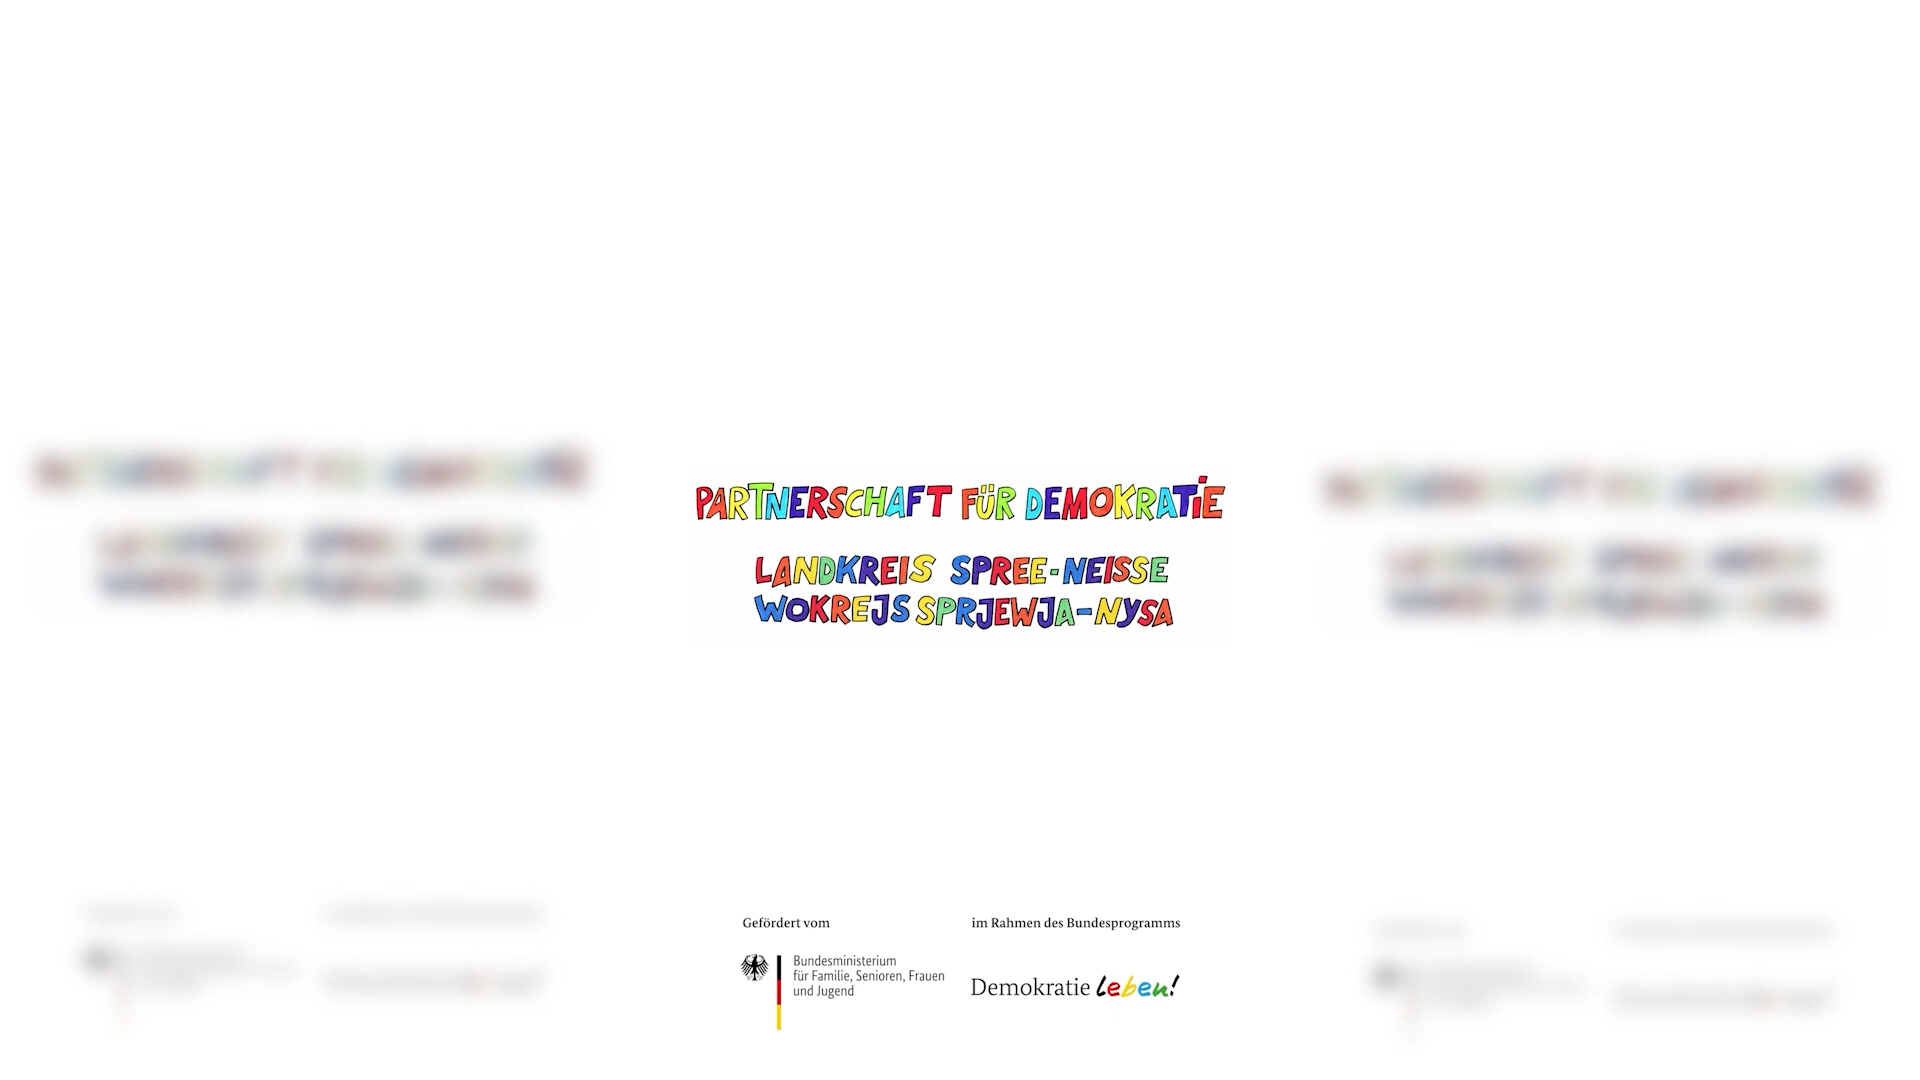 PARTNERSCHAFT FÜR DEMOKRATiE
LANDKREIS SPREE-NEISSE
WOKREJS SPRJEWJA-NYSA
Gefördert vom
im Rahmen des Bundesprogramms
Bundesministerium
für Familie, Senioren, Frauen
und Jugend
Demokratie Leben!